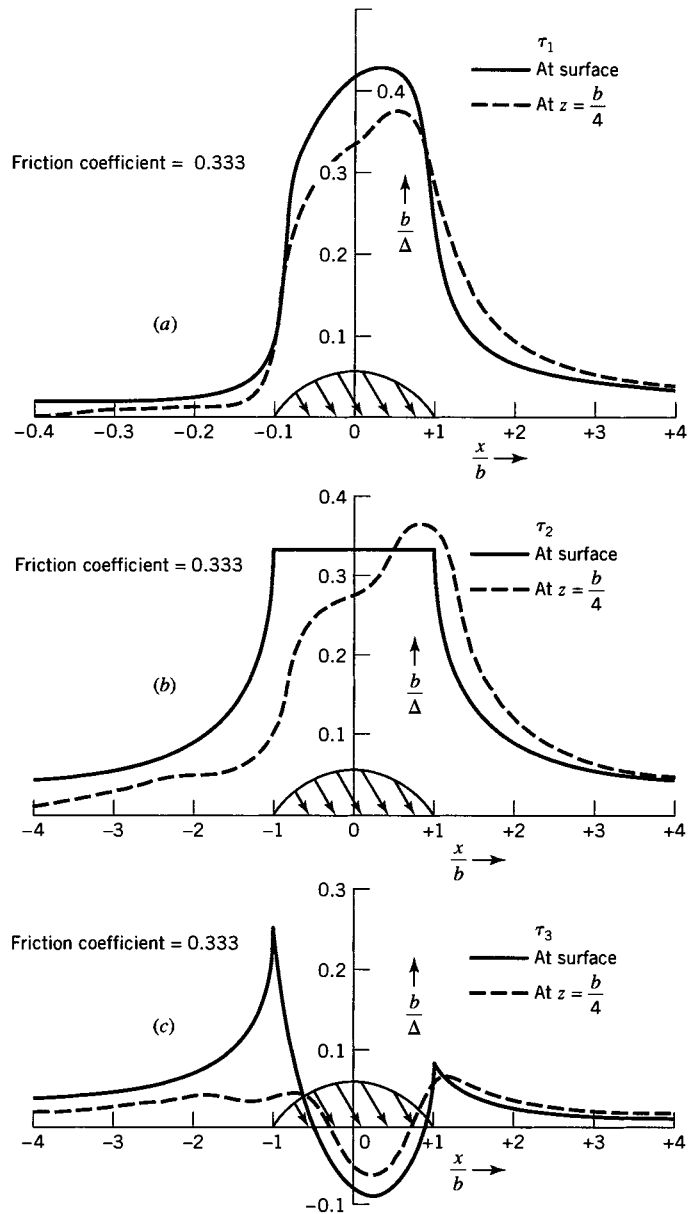 τ₁
At surface
0.4
At z = b/4
Friction coefficient = 0.333
0.3
b/Δ
0.2
(a)
0.1
-0.4 -0.3 -0.2 -0.1 0 +1 +2 +3 +4
x/b
0.4
τ₂
At surface
Friction coefficient = 0.333
0.3
At z = b/4
0.2
(b)
b/Δ
0.1
-4 -3 -2 -1 0 +1 +2 +3 +4
x/b
0.3
τ₃
Friction coefficient = 0.333
At surface
0.2
At z = b/4
b/Δ
(c)
0.1
-4 -3 -2 -1 0 +1 +2 +3 +4
x/b
-0.1